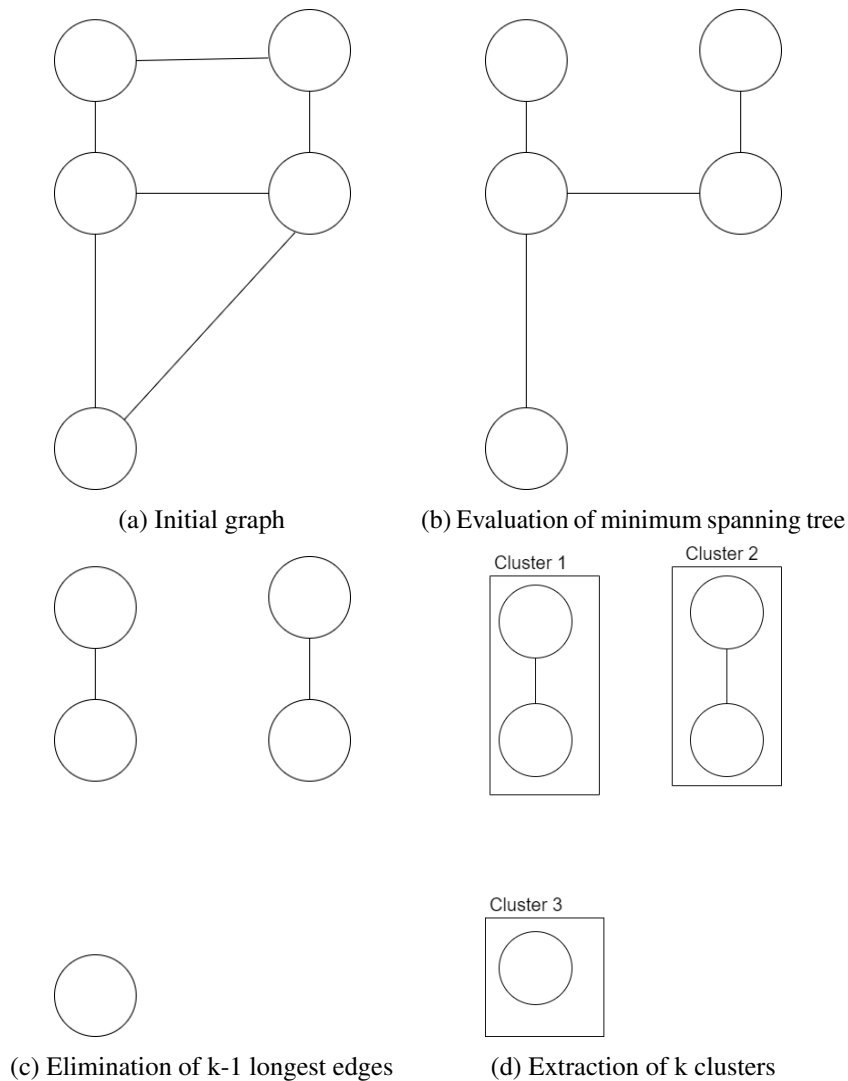 (a) Initial graph
(b) Evaluation of minimum spanning tree
Cluster 1
Cluster 2
Cluster 3
(c) Elimination of k-1 longest edges
(d) Extraction of k clusters